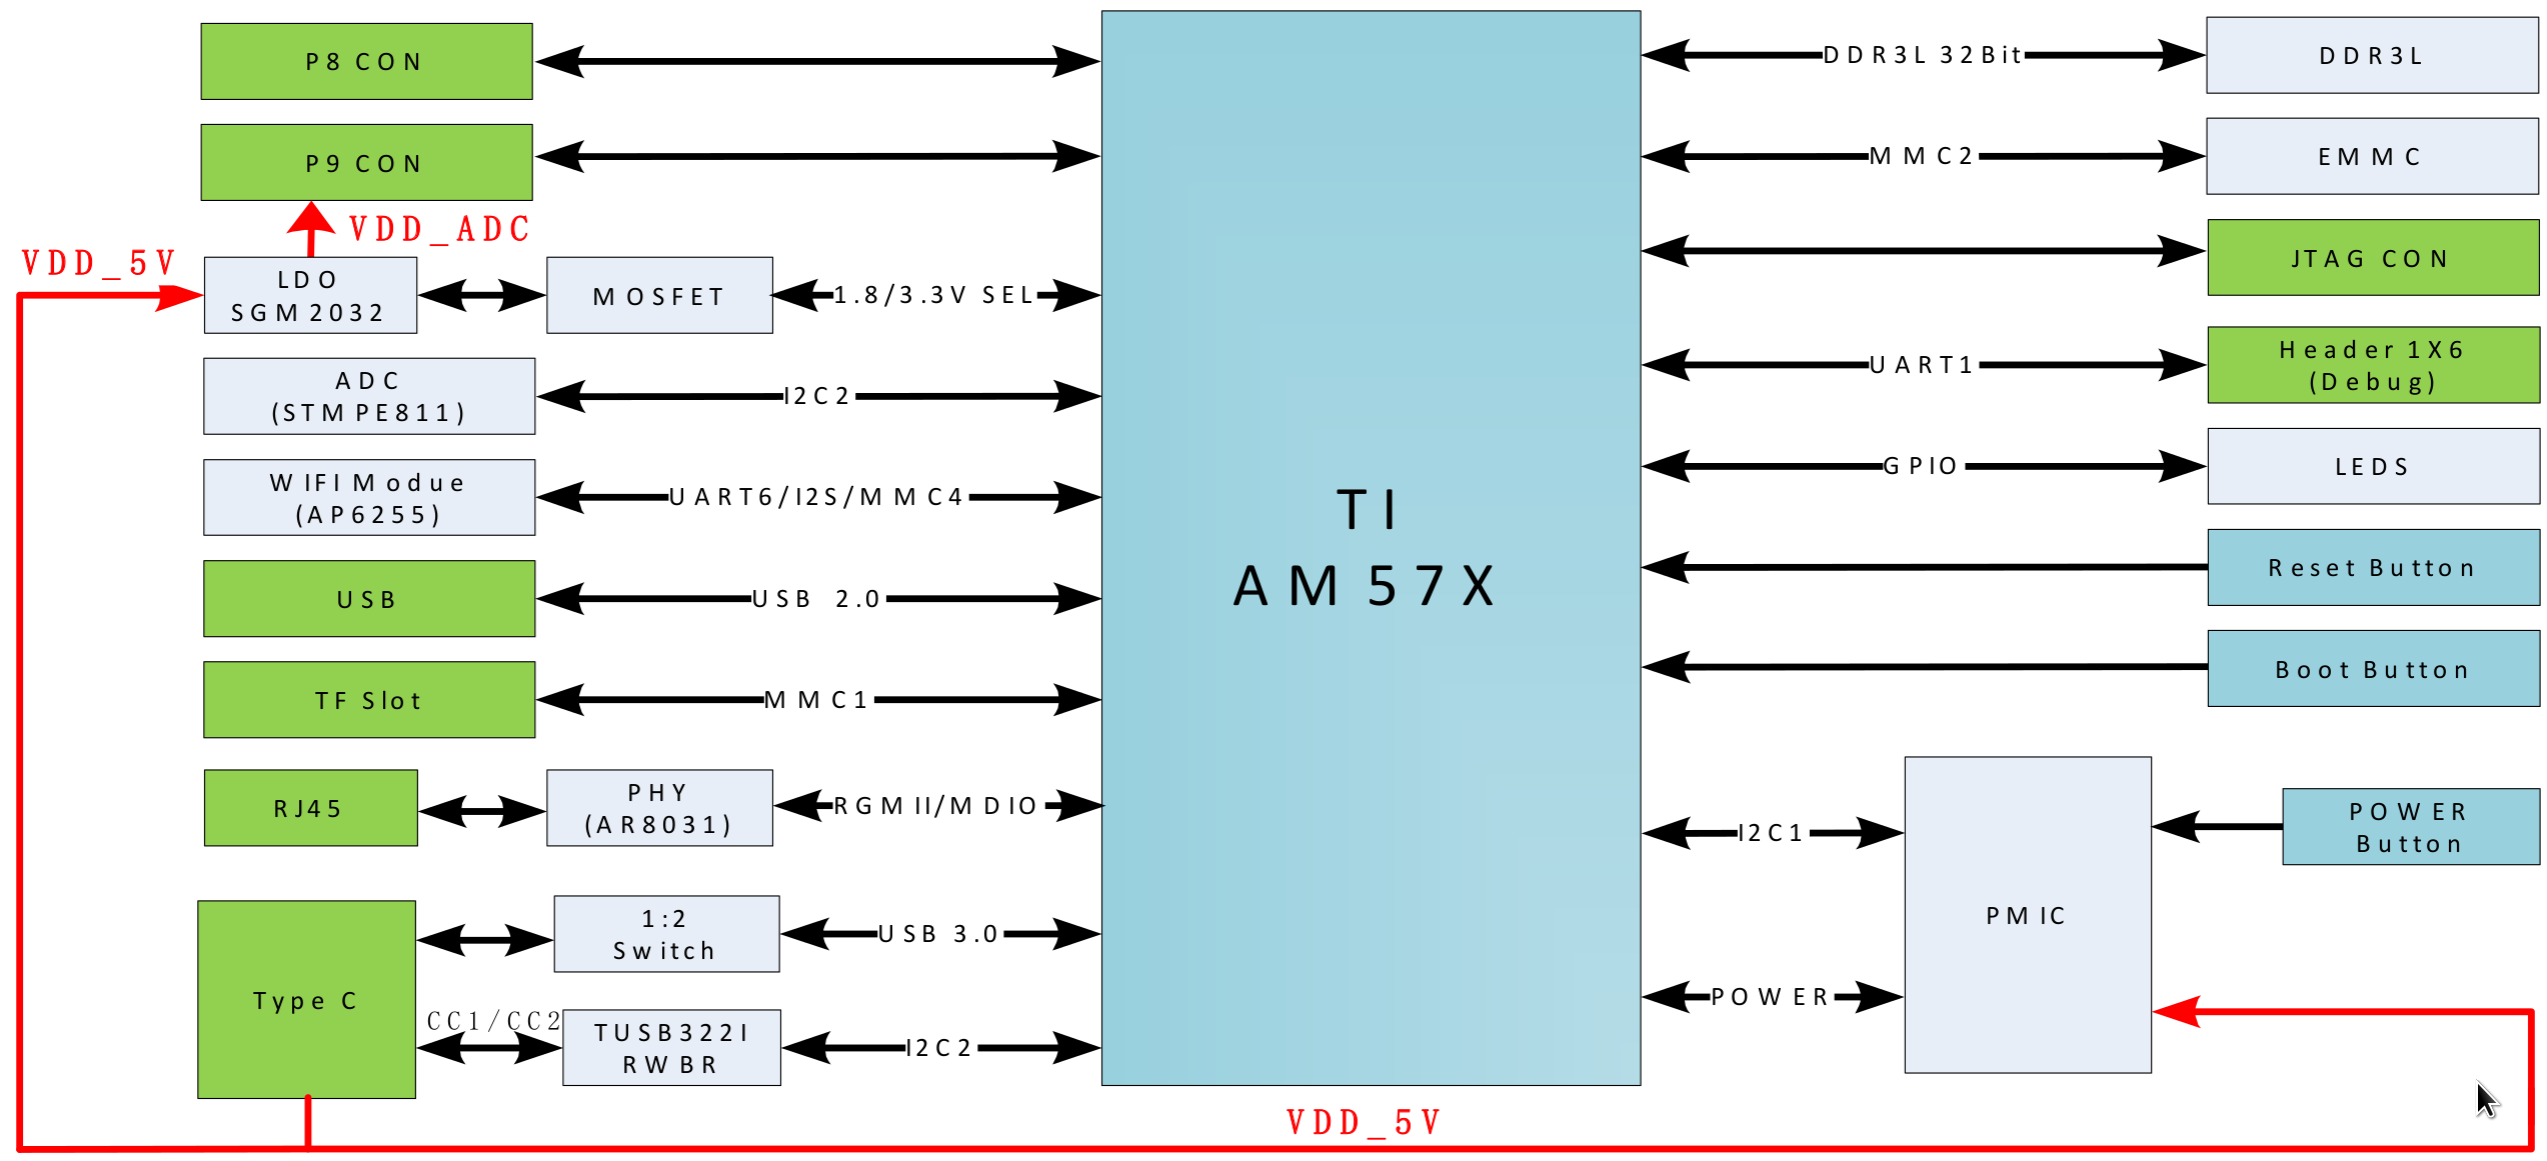 P8 CON
P9 CON
VDD_ADC
VDD_5V
LDO
SGM2032
MOSFET
1.8/3.3V SEL
ADC
(STMPE811)
I2C2
WIFI Modue
(AP6255)
UART6/I2S/MMC4
USB
USB 2.0
TF Slot
MMC1
RJ45
PHY
(AR8031)
RGMII/MDIO
Type C
1:2
Switch
USB 3.0
CC1/CC2
TUSB322I
RWBR
I2C2
TI
AM57X
DDR3L 32Bit
DDR3L
MMC2
EMMC
JTAG CON
UART1
Header 1X6
(Debug)
GPIO
LEDS
Reset Button
Boot Button
I2C1
PMIC
POWER
Button
POWER
VDD_5V